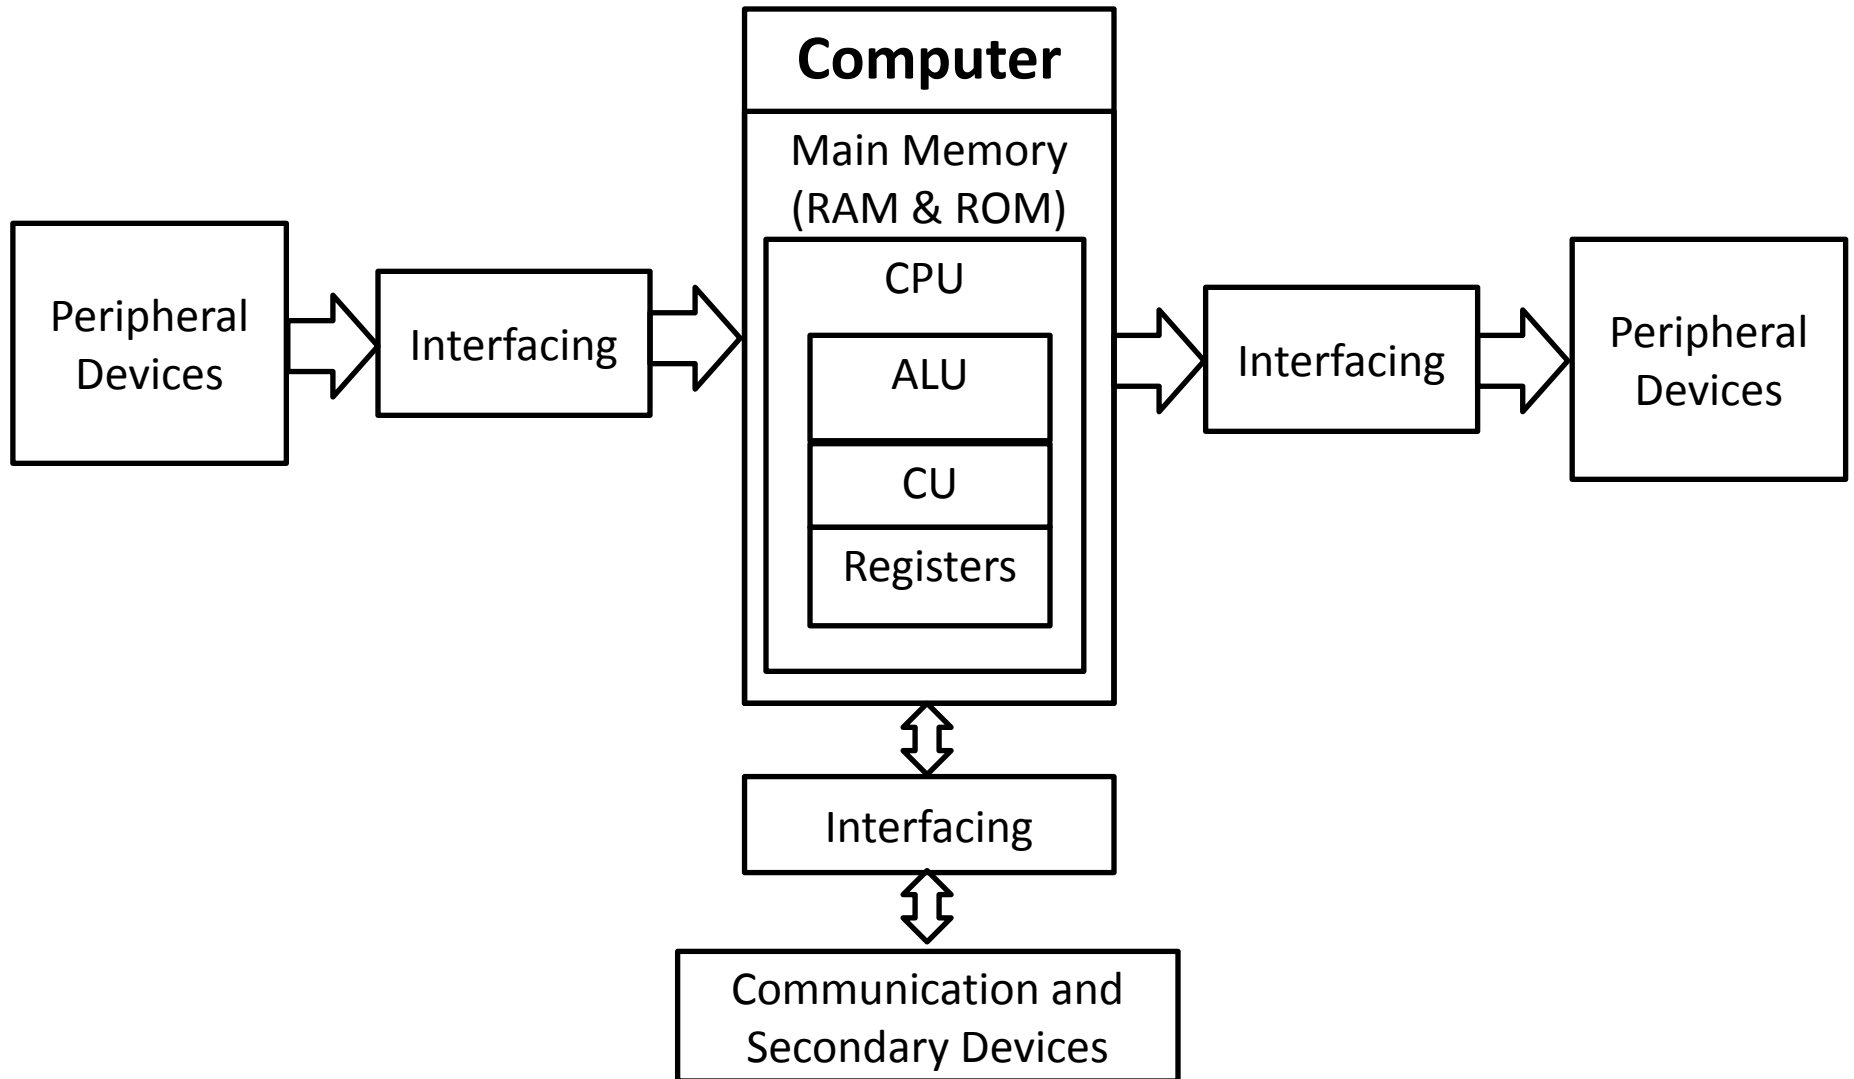 Computer
Main Memory
(RAM & ROM)
CPU
ALU
CU
Registers
Peripheral
Devices
Interfacing
Interfacing
Peripheral
Devices
Interfacing
Communication and
Secondary Devices